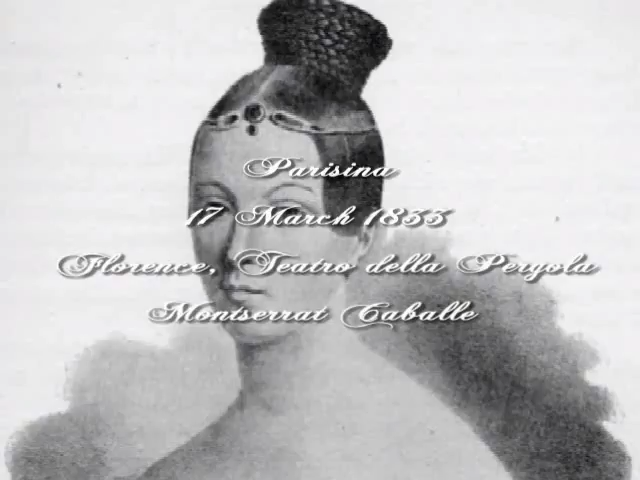 Parisina
17 March 1833
Florence, Teatro della Pergola
Montserrat Caballe